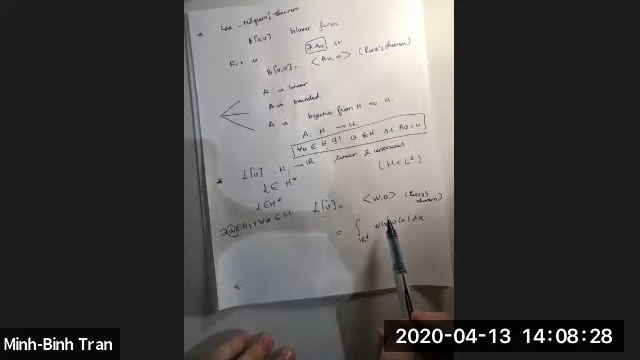 * Lax-Milgram's theorem
B[u,v] bilinear form.
Fix u ∃ Au st
B[u,v] = <Au, v> (Riesz's theorem)
A is linear
A is bounded
A is bijective from H to H.
A: H → H.
∀u ∈ H ∃! v ∈ H s.t. Av = u
* L[v] : H → ℝ linear &
L ∈ H* (H = L²)
L ∈ H*
∃ w ∈ H s.t ∀v ∈ H L[v] = <w,v> (Riesz's theorem)
= ∫ w(x) v(x) dx
Minh-Binh Tran
2020-04-13 14:08:28